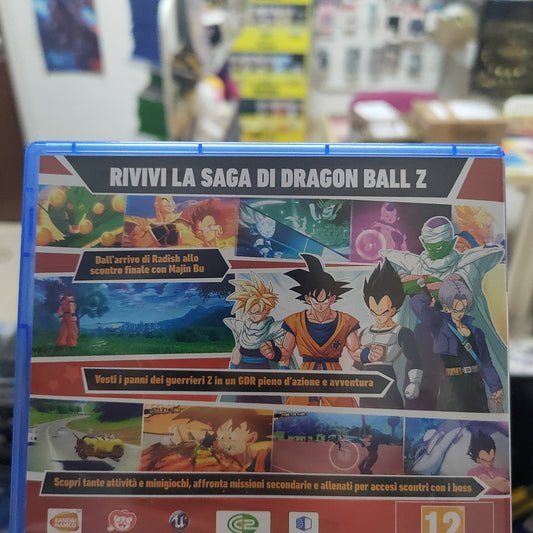 RIVIVI LA SAGA DI DRAGON BALL Z
Dall'arrivo di Radish allo
scontro finale con Majin Bu
Vesti i panni dei guerrieri Z in un GDR pieno d'azione e avventura
Scopri tante attività e minigiochi, affronta missioni secondarie e allenati per accesi scontri con i boss
BANDAI
NAMCO
12